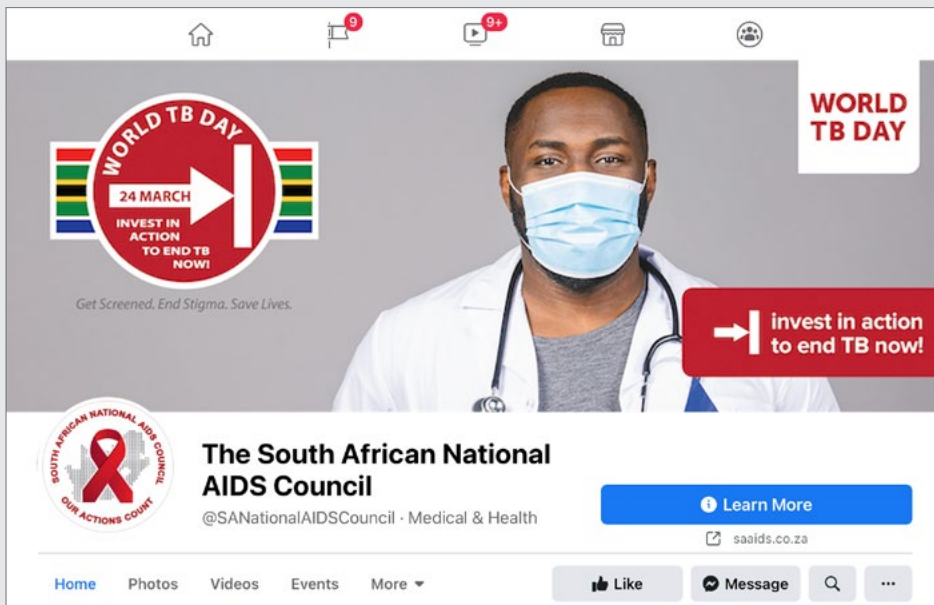 9
9+
WORLD TB DAY
24 MARCH
INVEST IN
ACTION
TO END TB
NOW!
Get Screened. End Stigma. Save Lives.
WORLD
TB DAY
invest in action
to end TB now!
SOUTH AFRICAN NATIONAL AIDS COUNCIL
OUR ACTIONS COUNT
The South African National
AIDS Council
@SANationalAIDSCouncil · Medical & Health
Learn More
saaids.co.za
Home Photos Videos Events More Like Message